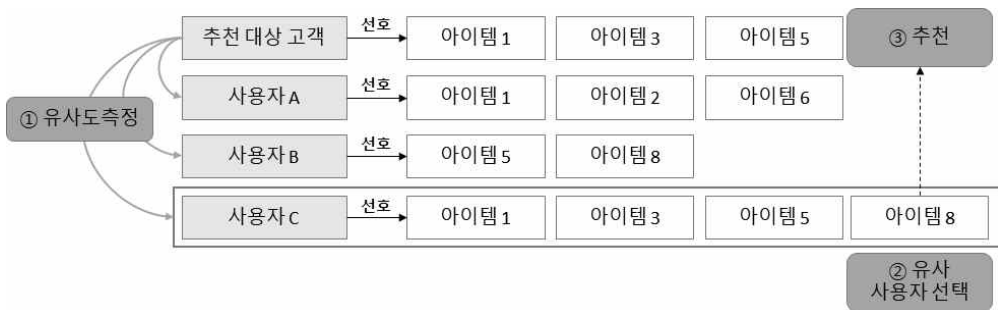 추천 대상 고객 선호 아이템 1 아이템 3 아이템 5 ③ 추천
사용자 A 선호 아이템 1 아이템 2 아이템 6
① 유사도측정
사용자 B 선호 아이템 5 아이템 8
사용자 C 선호 아이템 1 아이템 3 아이템 5 아이템 8
② 유사
사용자 선택